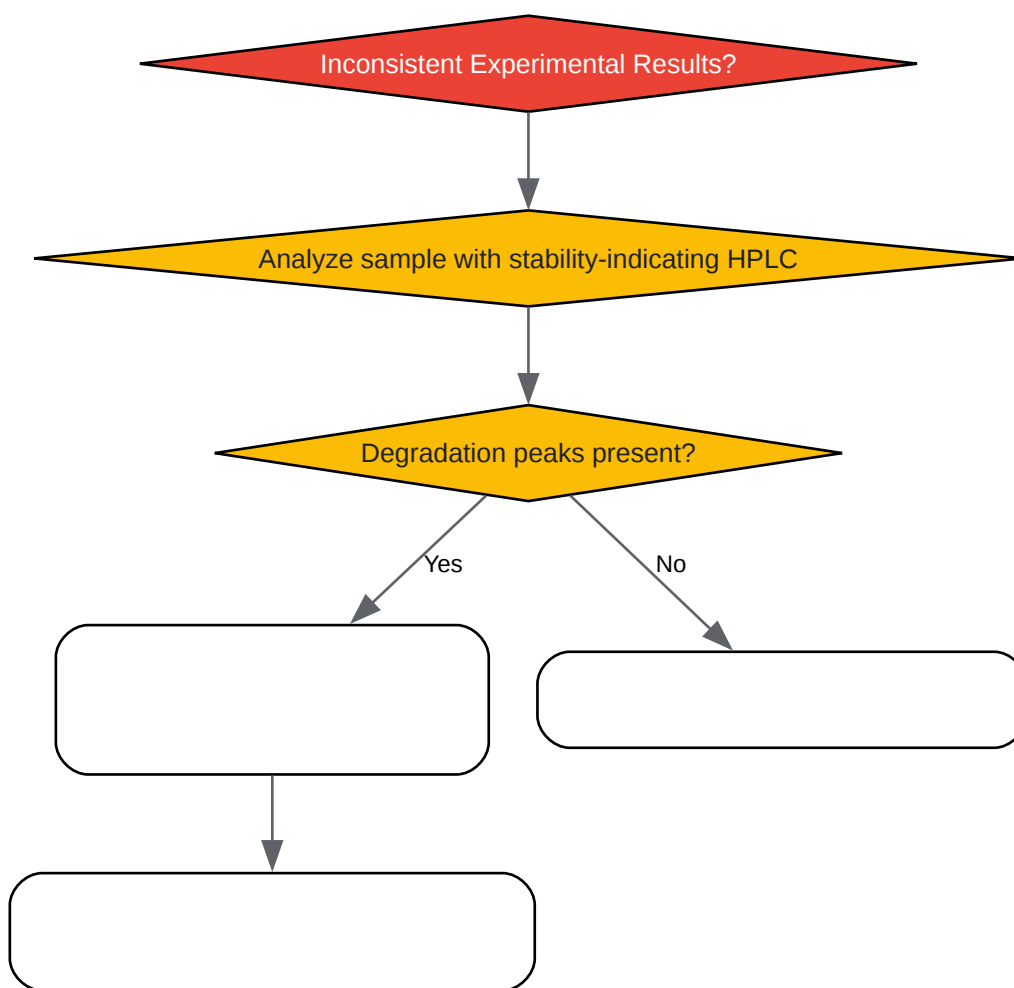 Inconsistent Experimental Results?
Analyze sample with stability-indicating HPLC
Degradation peaks present?
Yes
No